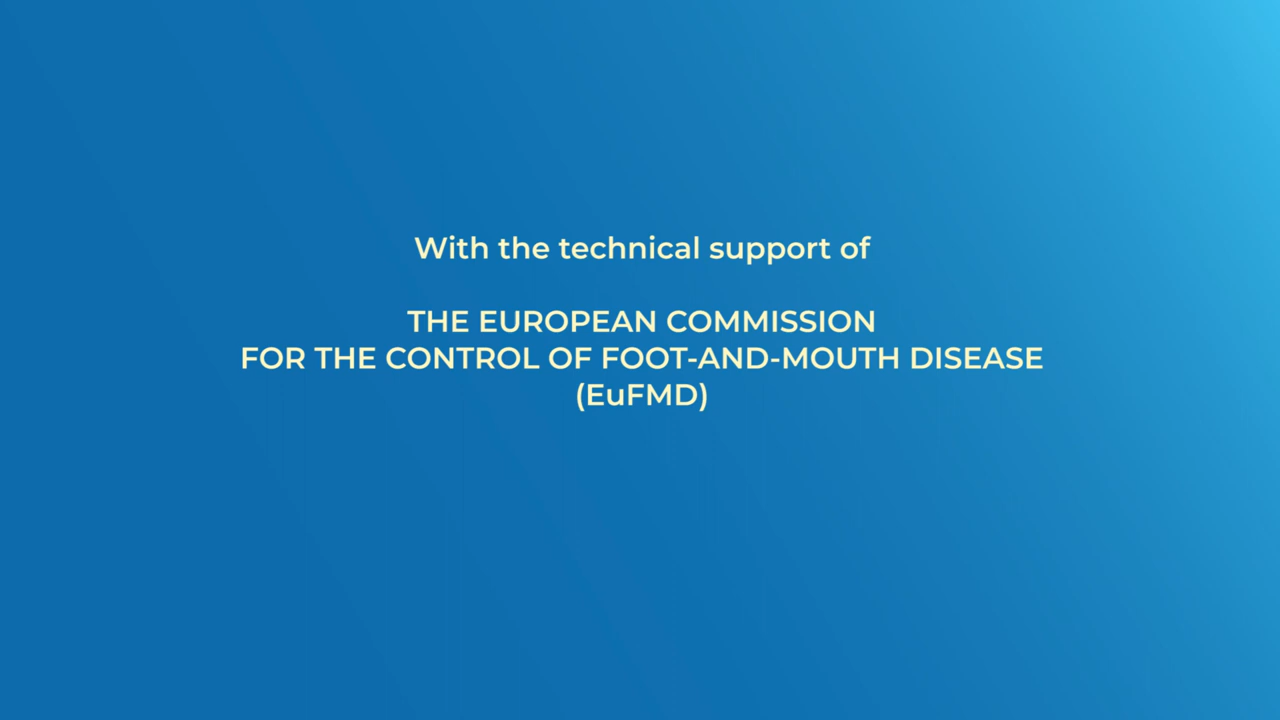 With the technical support of
THE EUROPEAN COMMISSION
FOR THE CONTROL OF FOOT-AND-MOUTH DISEASE
(EuFMD)